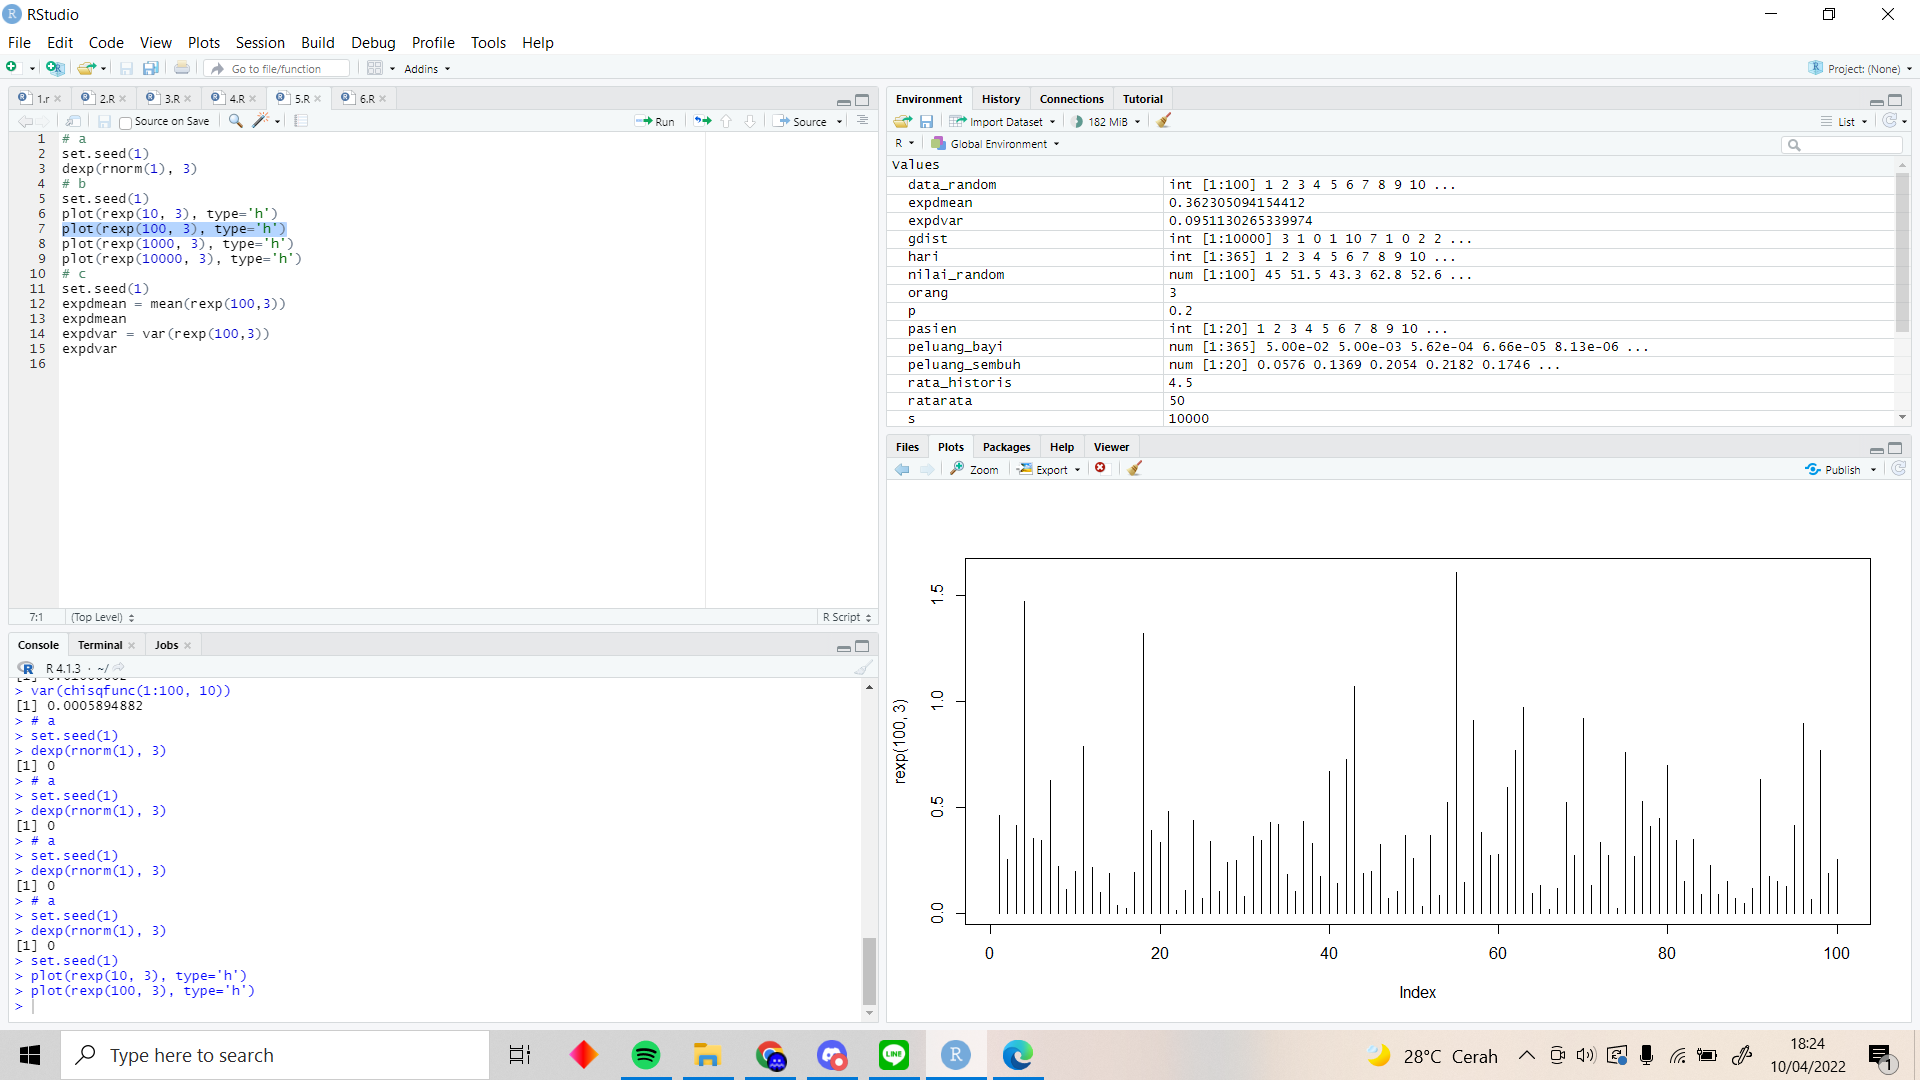 RStudio
File Edit Code View Plots Session Build Debug Profile Tools Help
Go to file/function Addins Project: (None)
1.r 2.R 3.R 4.R 5.R 6.R
Source on Save Run Source
1 # a
2 set.seed(1)
3 dexp(rnorm(1), 3)
4 # b
5 set.seed(1)
6 plot(rexp(10, 3), type='h')
7 plot(rexp(100, 3), type='h')
8 plot(rexp(1000, 3), type='h')
9 plot(rexp(10000, 3), type='h')
10 # c
11 set.seed(1)
12 expdmean = mean(rexp(100,3))
13 expdmean
14 expdvar = var(rexp(100,3))
15 expdvar
16
7:1 (Top Level) R Script
Console Terminal Jobs
R 4.1.3 · ~/
> var(chisqfunc(1:100, 10))
[1] 0.0005894882
> # a
> set.seed(1)
> dexp(rnorm(1), 3)
[1] 0
> # a
> set.seed(1)
> dexp(rnorm(1), 3)
[1] 0
> # a
> set.seed(1)
> dexp(rnorm(1), 3)
[1] 0
> # a
> set.seed(1)
> dexp(rnorm(1), 3)
[1] 0
> set.seed(1)
> plot(rexp(10, 3), type='h')
> plot(rexp(100, 3), type='h')
>
Environment History Connections Tutorial
Import Dataset 182 MiB List
R Global Environment
Values
data_random int [1:100] 1 2 3 4 5 6 7 8 9 10 ...
expdmean 0.362305094154412
expdvar 0.0951130265339974
gdist int [1:10000] 3 1 0 1 10 7 1 0 2 2 ...
hari int [1:365] 1 2 3 4 5 6 7 8 9 10 ...
nilai_random num [1:100] 45 51.5 43.3 62.8 52.6 ...
orang 3
p 0.2
pasien int [1:20] 1 2 3 4 5 6 7 8 9 10 ...
peluang_bayi num [1:365] 5.00e-02 5.00e-03 5.62e-04 6.66e-05 8.13e-06 ...
peluang_sembuh num [1:20] 0.0576 0.1369 0.2054 0.2182 0.1746 ...
rata_historis 4.5
ratarata 50
s 10000
Files Plots Packages Help Viewer
Zoom Export Publish
rexp(100, 3)
1.5
1.0
0.5
0.0
0 20 40 60 80 100
Index
Type here to search
LINE
R
28°C Cerah
18:24
10/04/2022
1